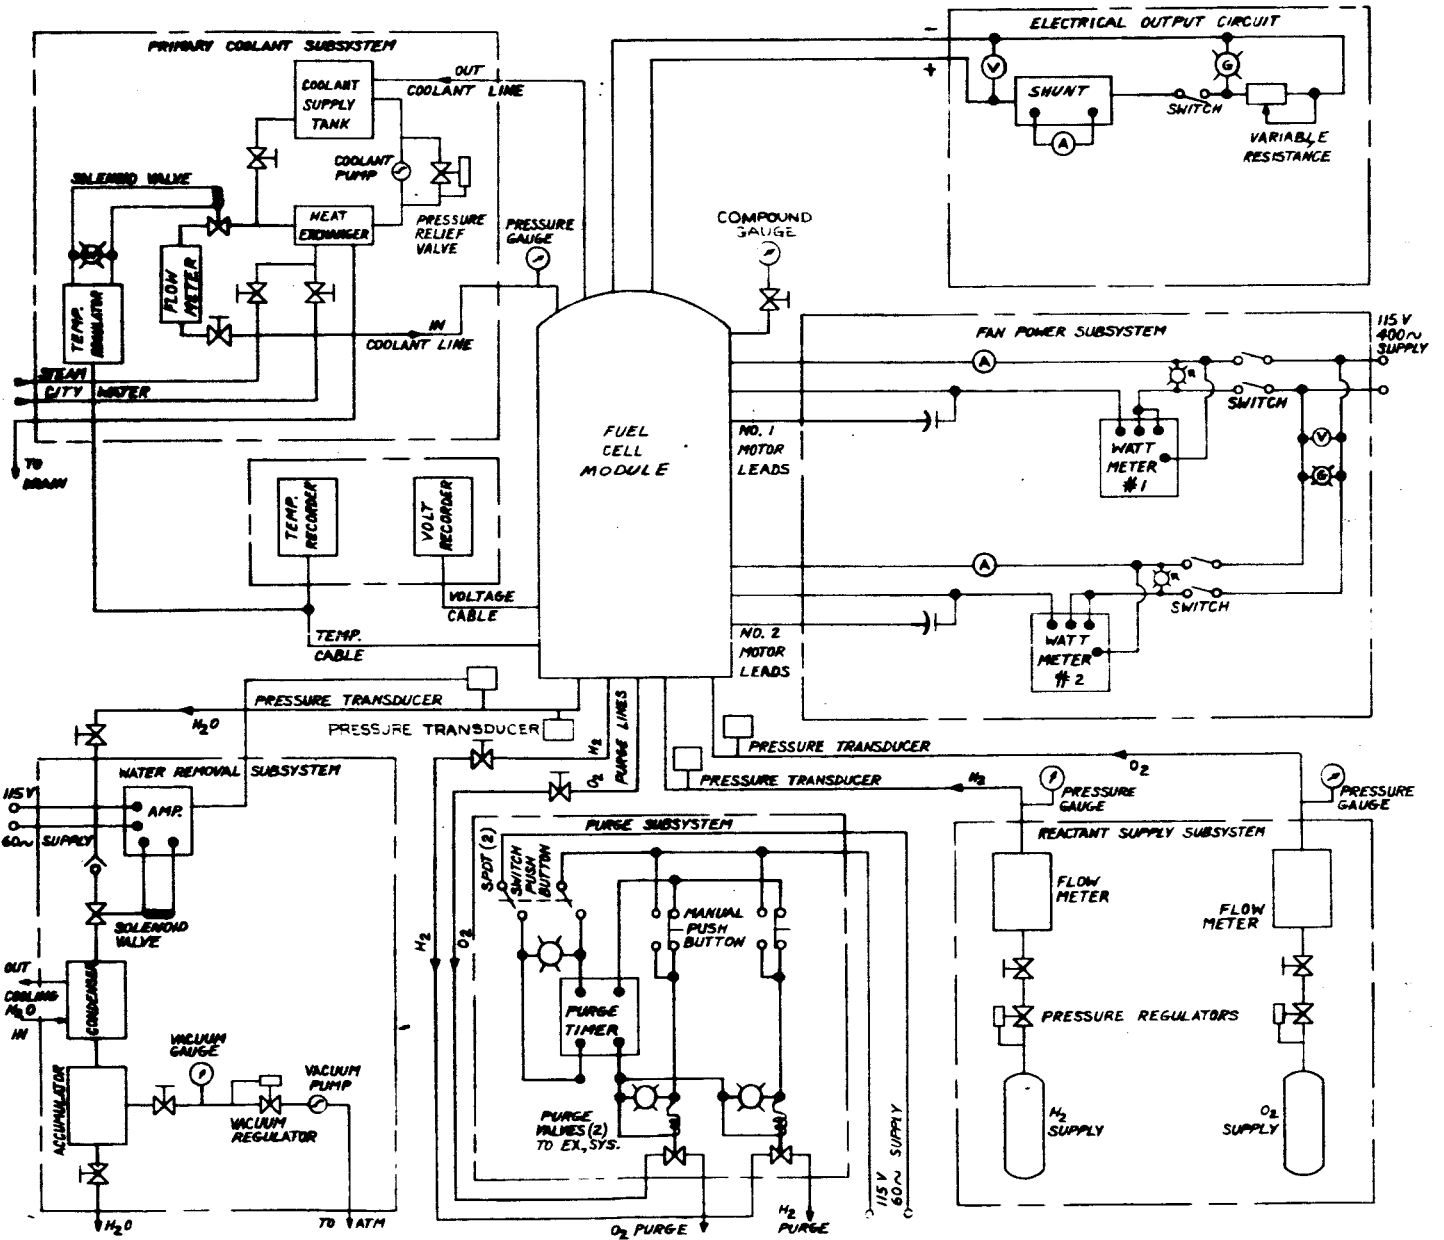 PRIMARY COOLANT SUBSYSTEM
COOLANT
SUPPLY
TANK
OUT
COOLANT LINE
COOLANT
PUMP
SOLENOID VALVE
HEAT
EXCHANGER
PRESSURE
RELIEF
VALVE
FLOW
METER
TEMP.
REGULATOR
IN
COOLANT LINE
STEAM
CITY WATER
TO
DRAIN
PRESSURE
GAUGE
COMPOUND
GAUGE
ELECTRICAL OUTPUT CIRCUIT
-
+
V
SHUNT
A
G
SWITCH
VARIABLE
RESISTANCE
FAN POWER SUBSYSTEM
115 V
400~
SUPPLY
A
R
SWITCH
NO. 1
MOTOR
LEADS
WATT
METER
#1
V
G
A
R
SWITCH
NO. 2
MOTOR
LEADS
WATT
METER
#2
FUEL
CELL
MODULE
TEMP.
RECORDER
VOLT
RECORDER
VOLTAGE
CABLE
TEMP.
CABLE
PRESSURE TRANSDUCER
H2O
PRESSURE TRANSDUCER
H2
O2
PURGE LINES
PRESSURE TRANSDUCER
O2
PRESSURE TRANSDUCER
H2
PRESSURE
GAUGE
PRESSURE
GAUGE
WATER REMOVAL SUBSYSTEM
115V
60~ SUPPLY
AMP.
SOLENOID
VALVE
OUT
COOLING
H2O
IN
CONDENSER
VACUUM
GAUGE
VACUUM
PUMP
ACCUMULATOR
VACUUM
REGULATOR
H2O
TO ATM
H2
O2
PURGE SUBSYSTEM
SPDT (2)
SWITCH
PUSH
BUTTON
MANUAL
PUSH
BUTTON
PURGE
TIMER
PURGE
VALVES (2)
TO EX, SYS.
115 V
60~ SUPPLY
O2 PURGE
H2
PURGE
REACTANT SUPPLY SUBSYSTEM
FLOW
METER
FLOW
METER
PRESSURE REGULATORS
H2
SUPPLY
O2
SUPPLY